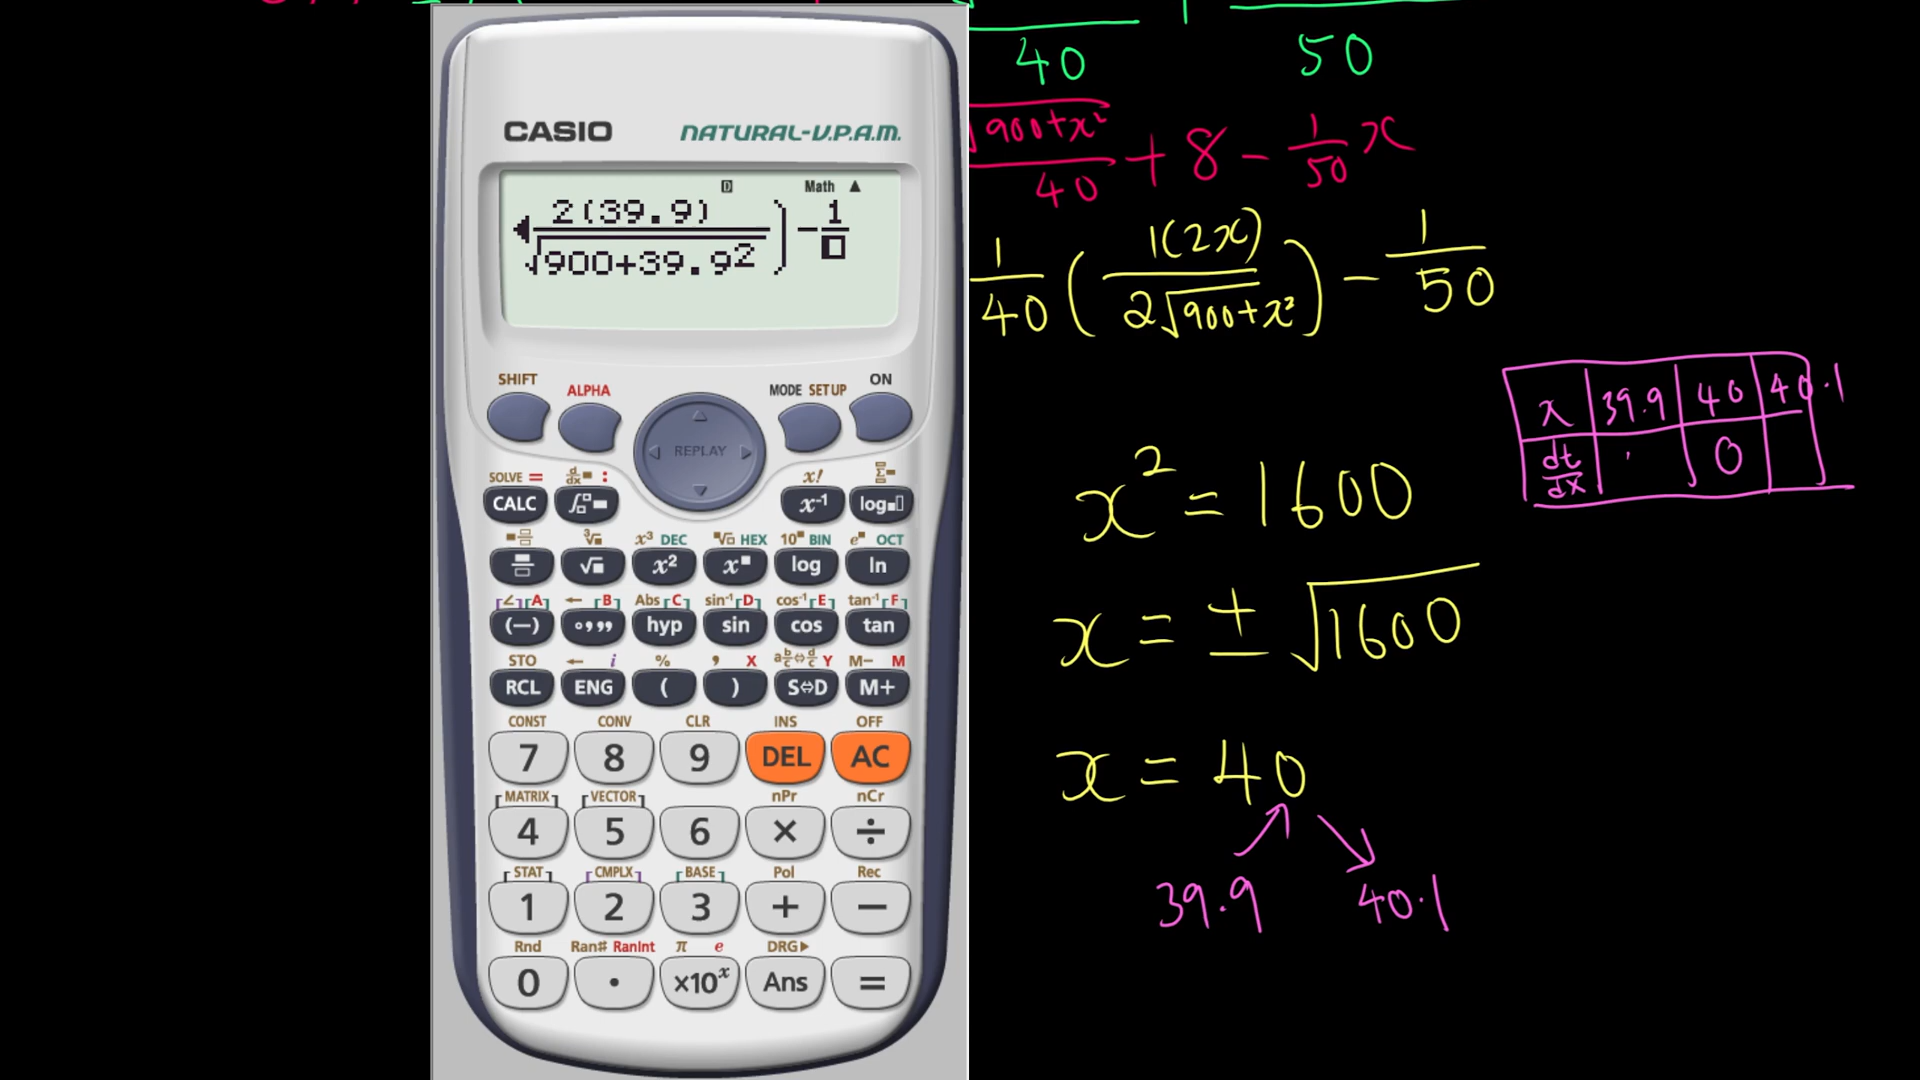 40 50
√900+x² / 40 + 8 − 1/50 x
1/40 ( 1(2x) / 2√900+x² ) − 1/50
x 39.9 40 40.1
dt/dx 0
x² = 1600
x = ± √1600
x = 40
39.9 40.1
CASIO NATURAL-V.P.A.M.
D Math ▲
◀ 2(39.9) / √900+39.9² ) − 1/□
SHIFT ALPHA MODE SETUP ON
REPLAY
SOLVE = d/dx■ : x! Σ■
CALC ∫■ x⁻¹ log■□
■■/□ ³√■ x³ DEC ■√□ HEX 10■ BIN e■ OCT
■/□ √■ x² x■ log ln
∠ A ← B Abs C sin⁻¹ D cos⁻¹ E tan⁻¹ F
(−) °,,, hyp sin cos tan
STO ← i % , X a b/c⇔d/c Y M− M
RCL ENG ( ) S⇔D M+
CONST CONV CLR INS OFF
7 8 9 DEL AC
MATRIX VECTOR nPr nCr
4 5 6 × ÷
STAT CMPLX BASE Pol Rec
1 2 3 + −
Rnd Ran# RanInt π e DRG▶
0 . ×10ˣ Ans =